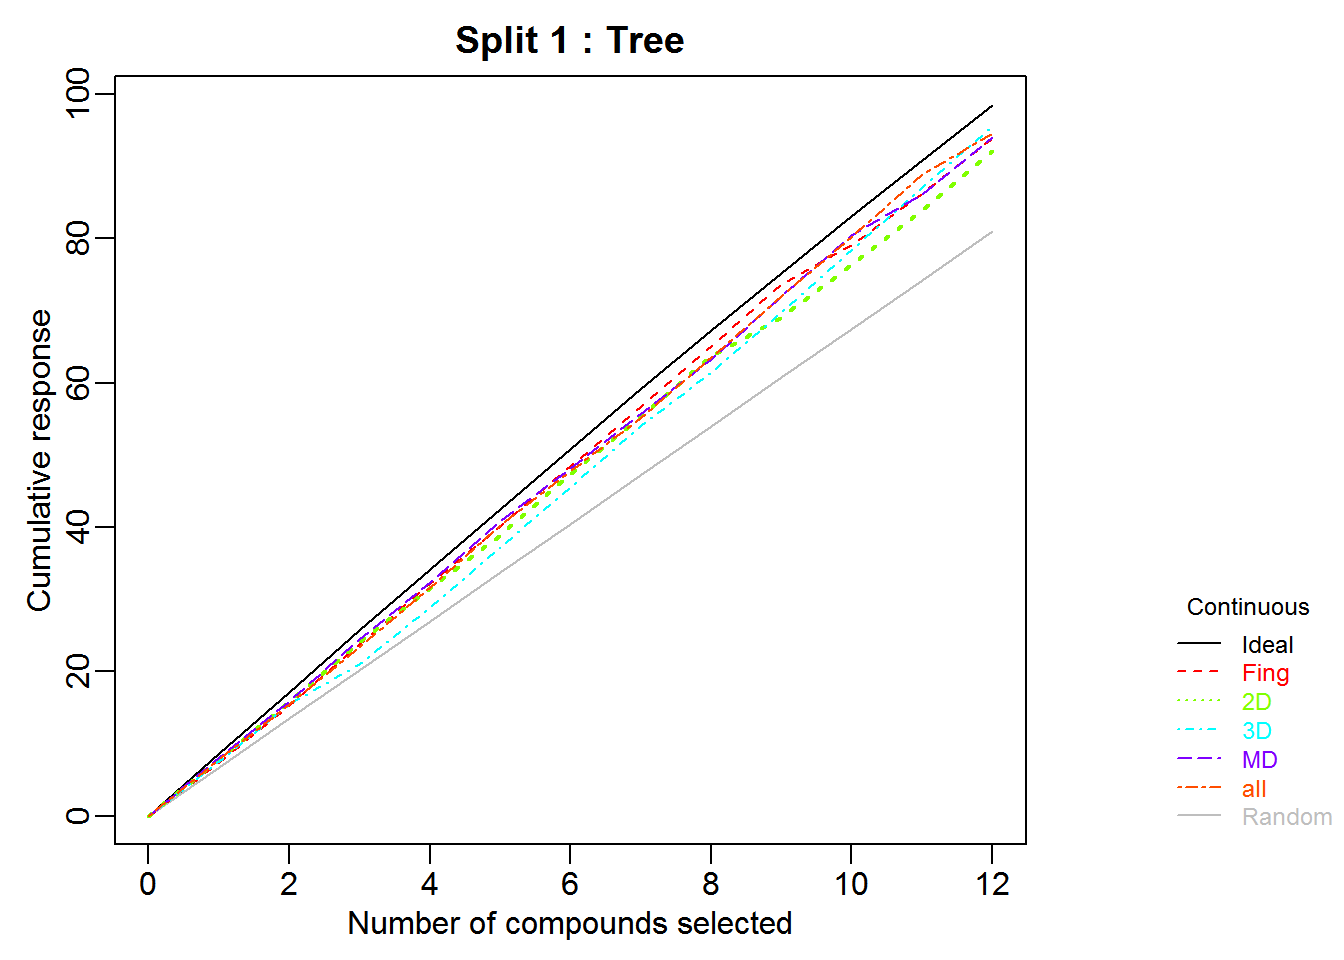 Split 1 : Tree
Cumulative response
100
80
60
40
20
0
0 2 4 6 8 10 12
Number of compounds selected
Continuous
Ideal
Fing
2D
3D
MD
all
Random